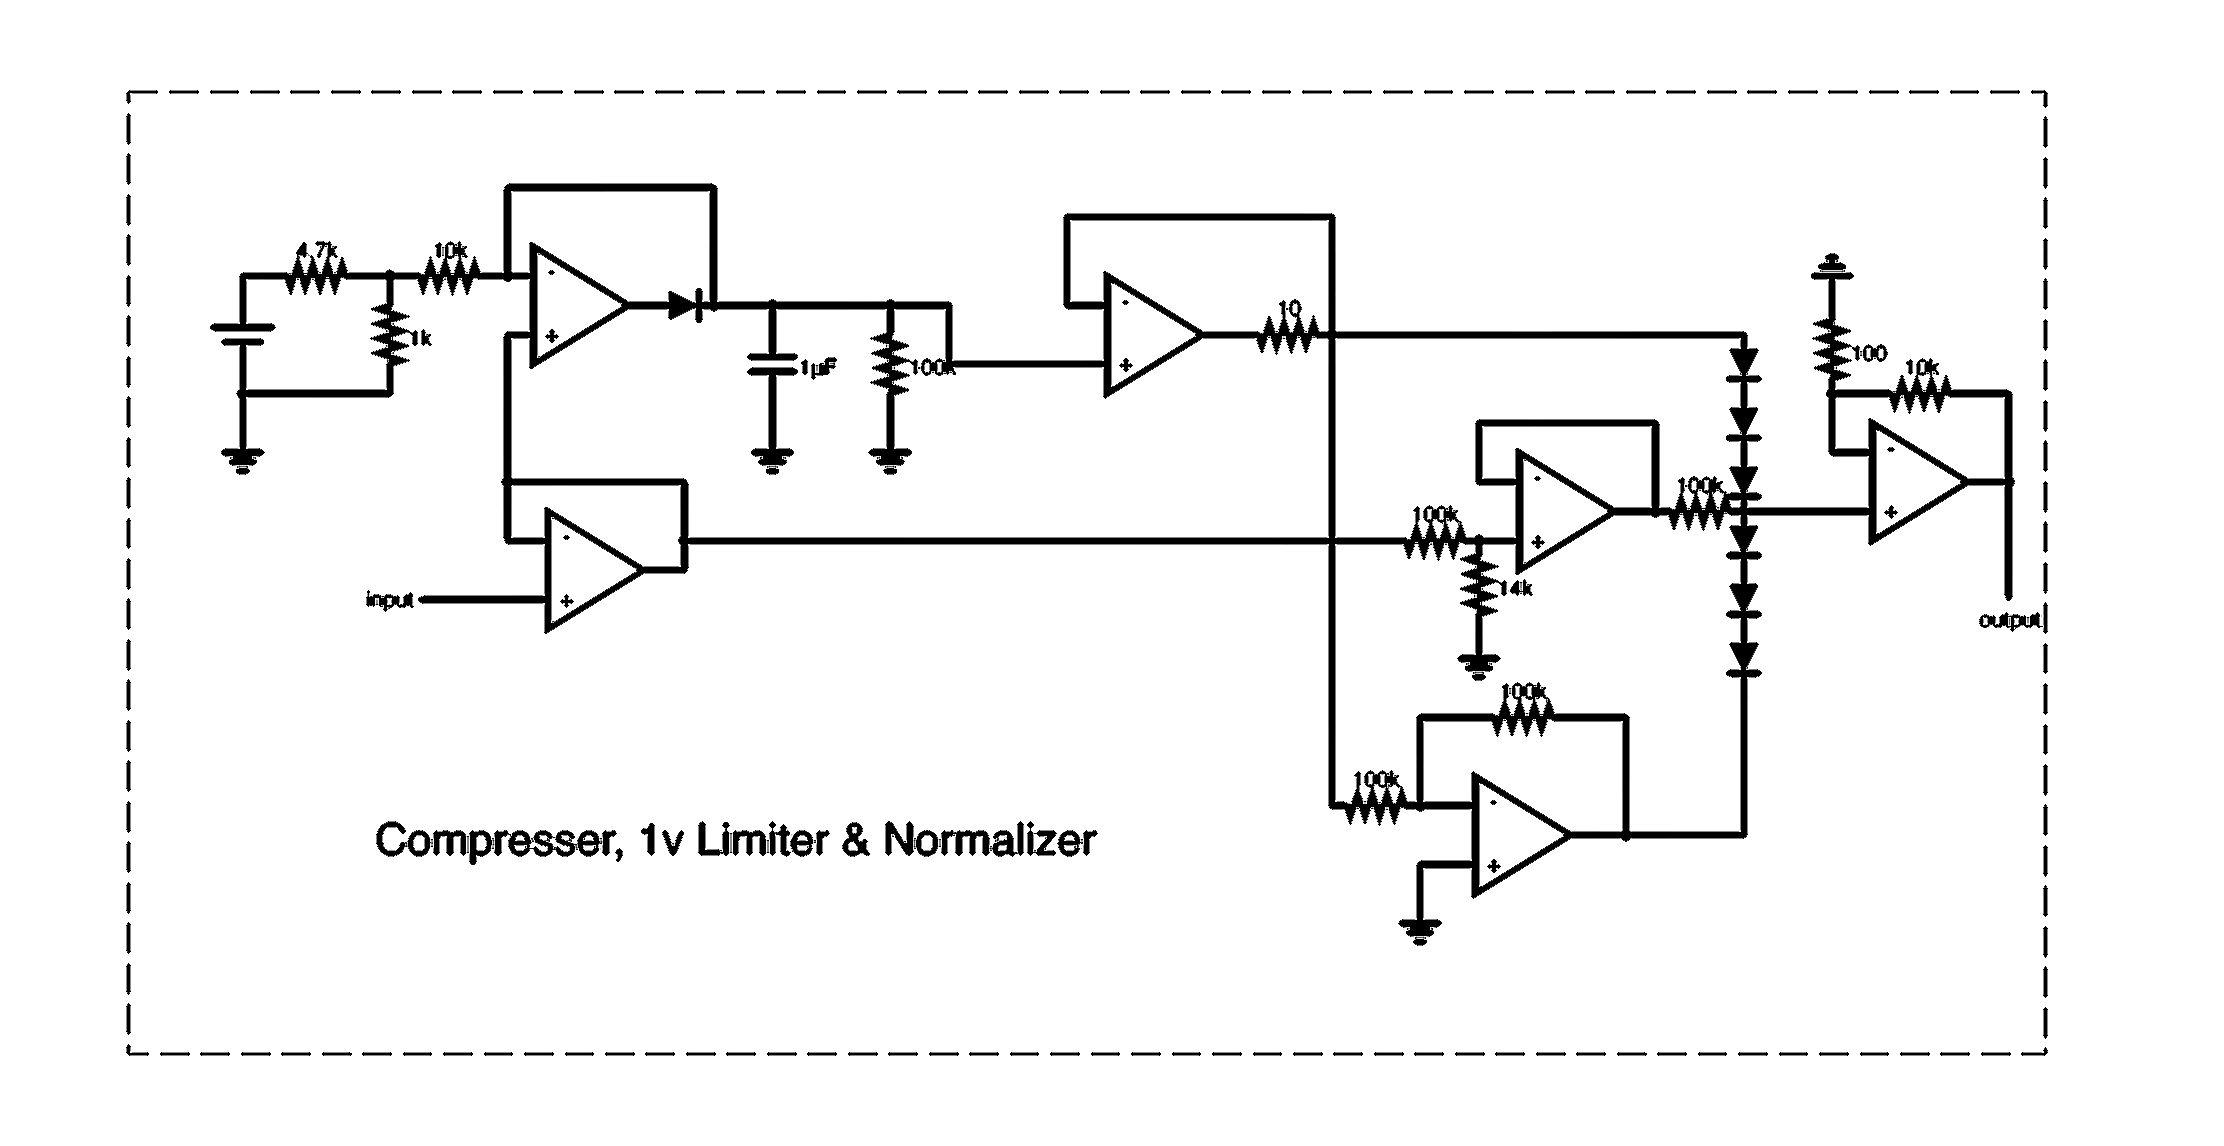 4.7k
10k
1k
-
+
1µF
100k
-
+
10
100
10k
-
+
100k
-
+
100k
14k
-
+
input
output
100k
100k
-
+
Compresser, 1v Limiter & Normalizer